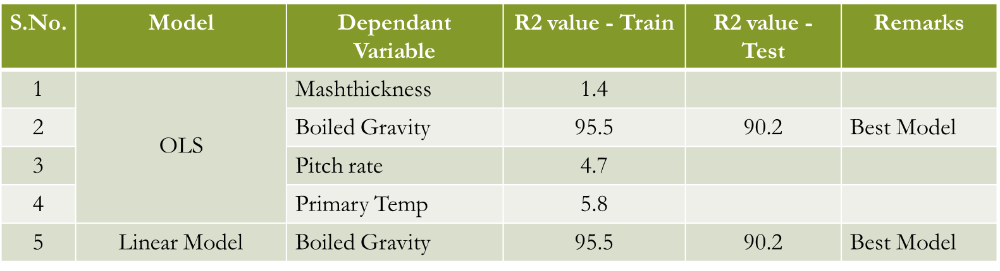 S.No. Model Dependant Variable R2 value - Train R2 value - Test Remarks
1 OLS Mashthickness 1.4
2 Boiled Gravity 95.5 90.2 Best Model
3 Pitch rate 4.7
4 Primary Temp 5.8
5 Linear Model Boiled Gravity 95.5 90.2 Best Model